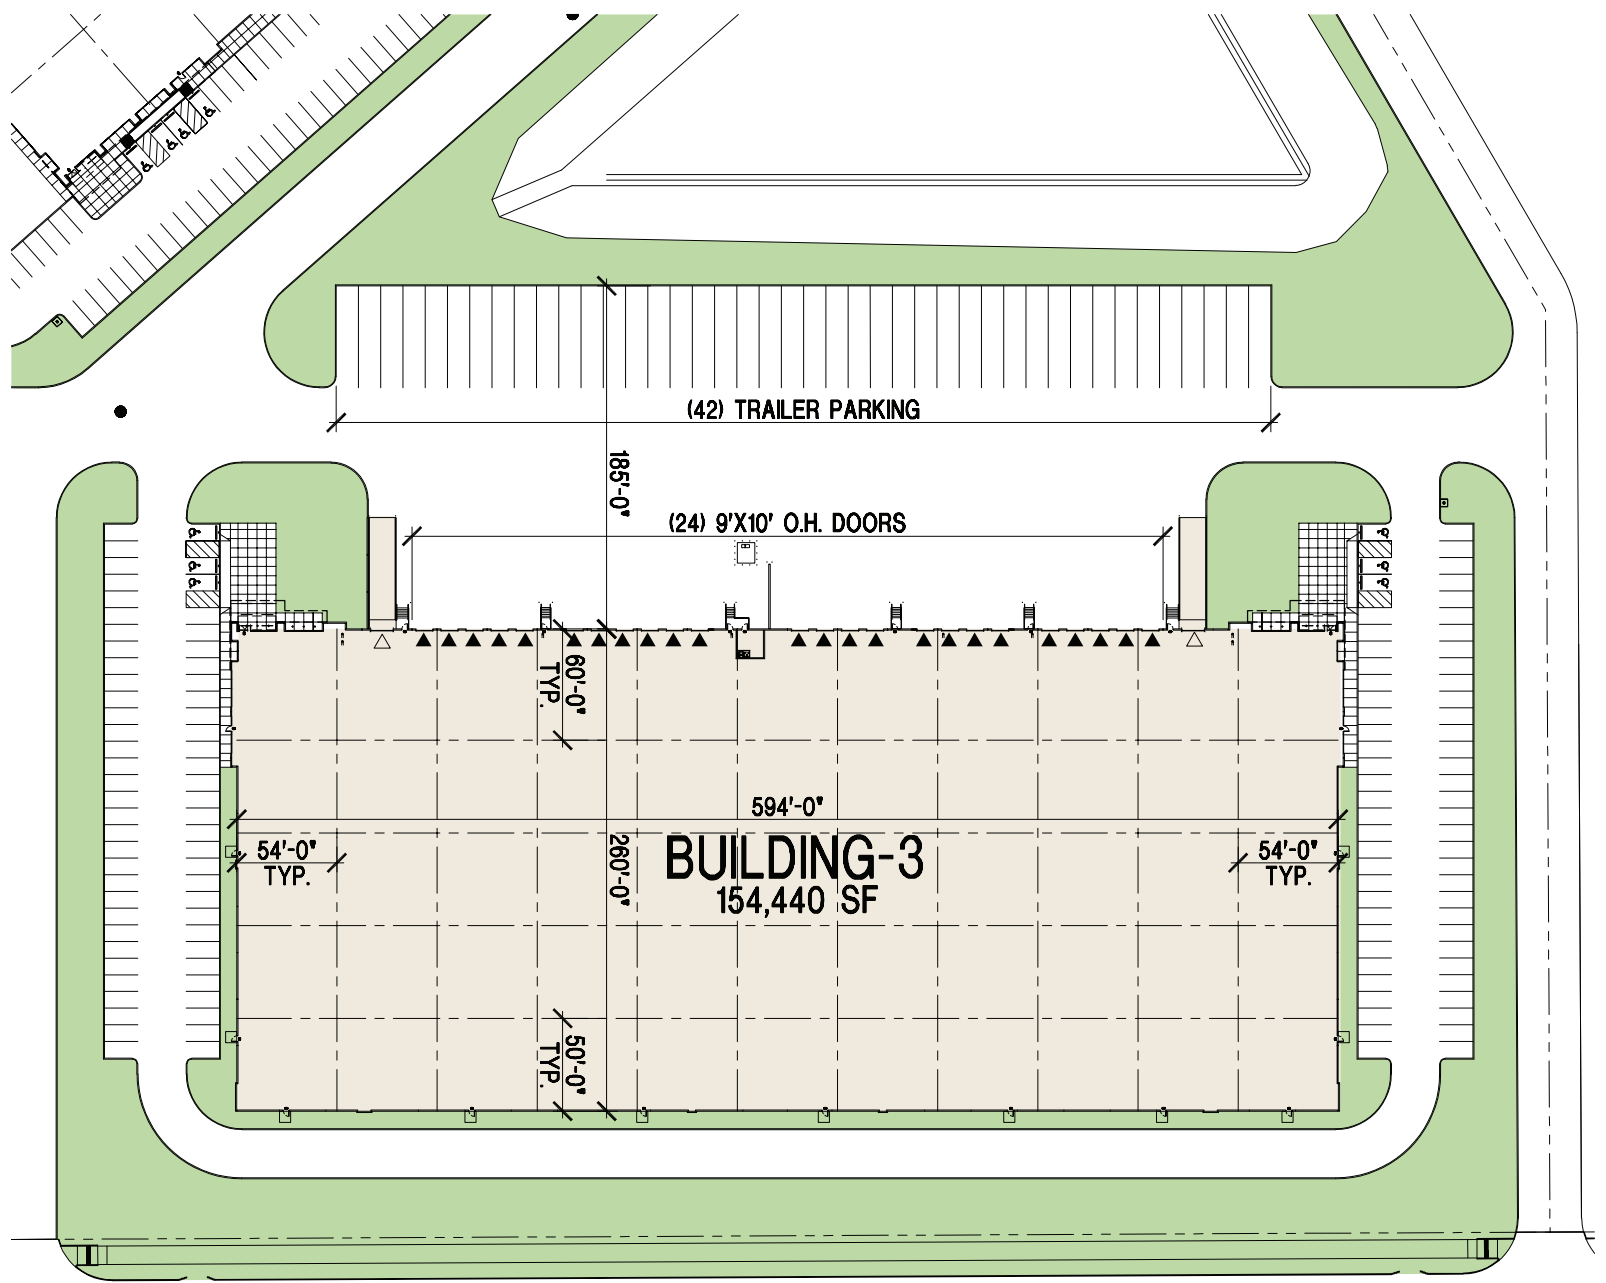 (42) TRAILER PARKING
185'-0"
(24) 9'X10' O.H. DOORS
60'-0"
TYP.
594'-0"
54'-0"
TYP.
260'-0"
BUILDING-3
154,440 SF
54'-0"
TYP.
50'-0"
TYP.